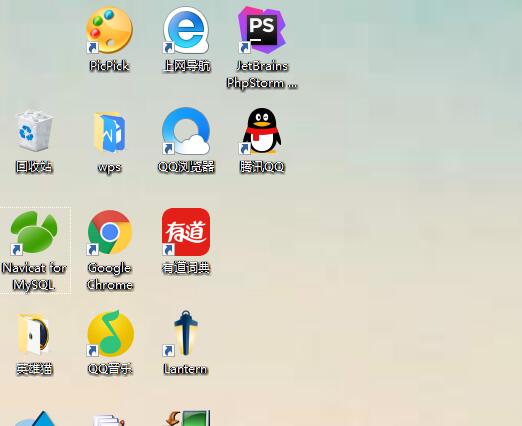 PicPick
上网导航
PS
JetBrains
PhpStorm ...
回收站
wps
QQ浏览器
腾讯QQ
Navicat for
MySQL
Google
Chrome
有道
有道词典
英雄猫
QQ音乐
Lantern